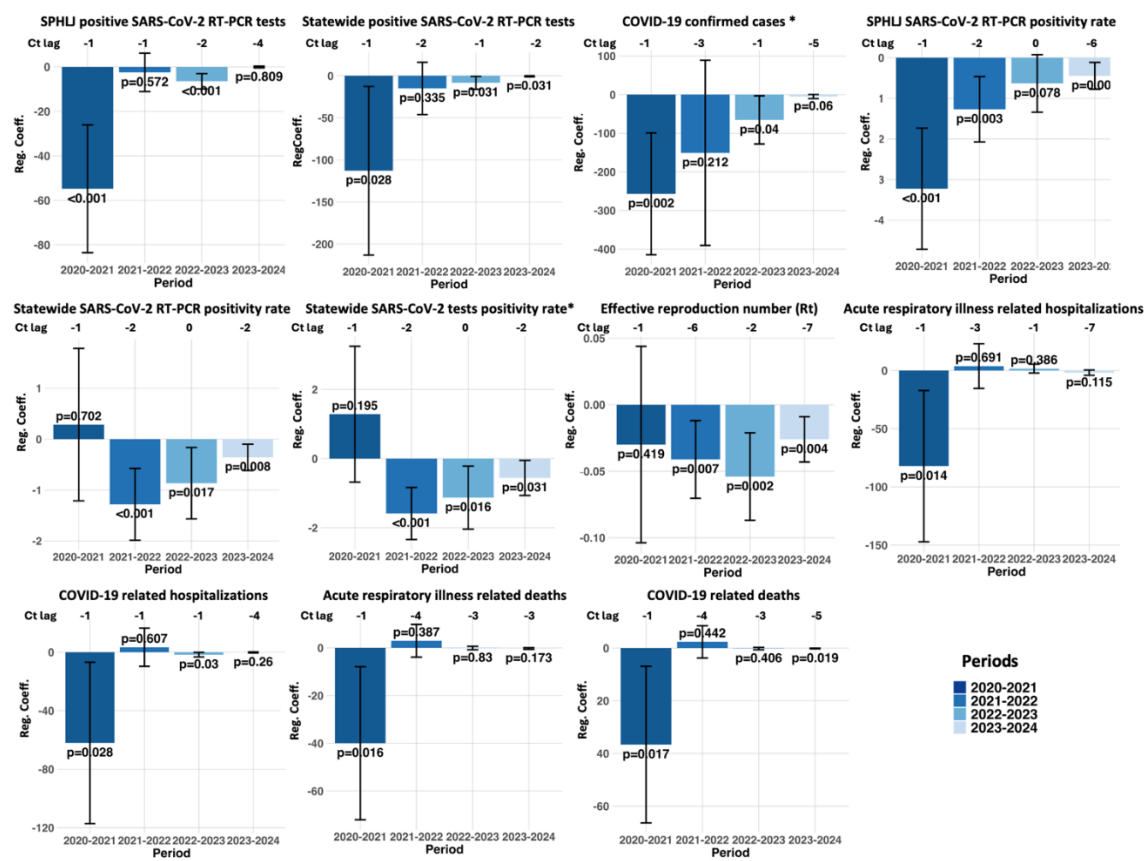 SPHLJ positive SARS-CoV-2 RT-PCR tests
Ct lag -1 -1 -2 -4
Reg. Coeff.
0
-20
-40
-60
-80
<0.001
p=0.572
<0.001
p=0.809
2020-2021 2021-2022 2022-2023 2023-2024
Period
Statewide positive SARS-CoV-2 RT-PCR tests
Ct lag -1 -2 -1 -2
RegCoeff.
0
-50
-100
-150
-200
p=0.028
p=0.335
p=0.031
p=0.031
2020-2021 2021-2022 2022-2023 2023-2024
Period
COVID-19 confirmed cases *
Ct lag -1 -3 -1 -5
Reg. Coeff.
0
-100
-200
-300
-400
p=0.002
p=0.212
p=0.04
p=0.06
2020-2021 2021-2022 2022-2023 2023-2024
Period
SPHLJ SARS-CoV-2 RT-PCR positivity rate
Ct lag -1 -2 0 -6
Reg. Coeff.
0
1
2
3
-4
<0.001
p=0.003
p=0.078
p=0.00
2020-2021 2021-2022 2022-2023 2023-20
Period
Statewide SARS-CoV-2 RT-PCR positivity rate
Ct lag -1 -2 0 -2
Reg. Coeff.
1
0
-1
-2
p=0.702
<0.001
p=0.017
p=0.008
2020-2021 2021-2022 2022-2023 2023-2024
Period
Statewide SARS-CoV-2 tests positivity rate*
Ct lag -1 -2 0 -2
Reg. Coeff.
2
0
-2
p=0.195
<0.001
p=0.016
p=0.031
2020-2021 2021-2022 2022-2023 2023-2024
Period
Effective reproduction number (Rt)
Ct lag -1 -6 -2 -7
Reg. Coeff.
0.05
0.00
-0.05
-0.10
p=0.419
p=0.007
p=0.002
p=0.004
2020-2021 2021-2022 2022-2023 2023-2024
Period
Acute respiratory illness related hospitalizations
Ct lag -1 -3 -1 -7
Reg. Coeff.
0
-50
-100
-150
p=0.014
p=0.691
p=0.386
p=0.115
2020-2021 2021-2022 2022-2023 2023-2024
Period
COVID-19 related hospitalizations
Ct lag -1 -1 -1 -4
Reg. Coeff.
0
-40
-80
-120
p=0.028
p=0.607
p=0.03
p=0.26
2020-2021 2021-2022 2022-2023 2023-2024
Period
Acute respiratory illness related deaths
Ct lag -1 -4 -3 -3
Reg. Coeff.
0
-20
-40
-60
p=0.016
p=0.387
p=0.83
p=0.173
2020-2021 2021-2022 2022-2023 2023-2024
Period
COVID-19 related deaths
Ct lag -1 -4 -3 -5
Reg. Coeff.
0
20
40
60
p=0.017
p=0.442
p=0.406
p=0.019
2020-2021 2021-2022 2022-2023 2023-2024
Period
Periods
2020-2021
2021-2022
2022-2023
2023-2024